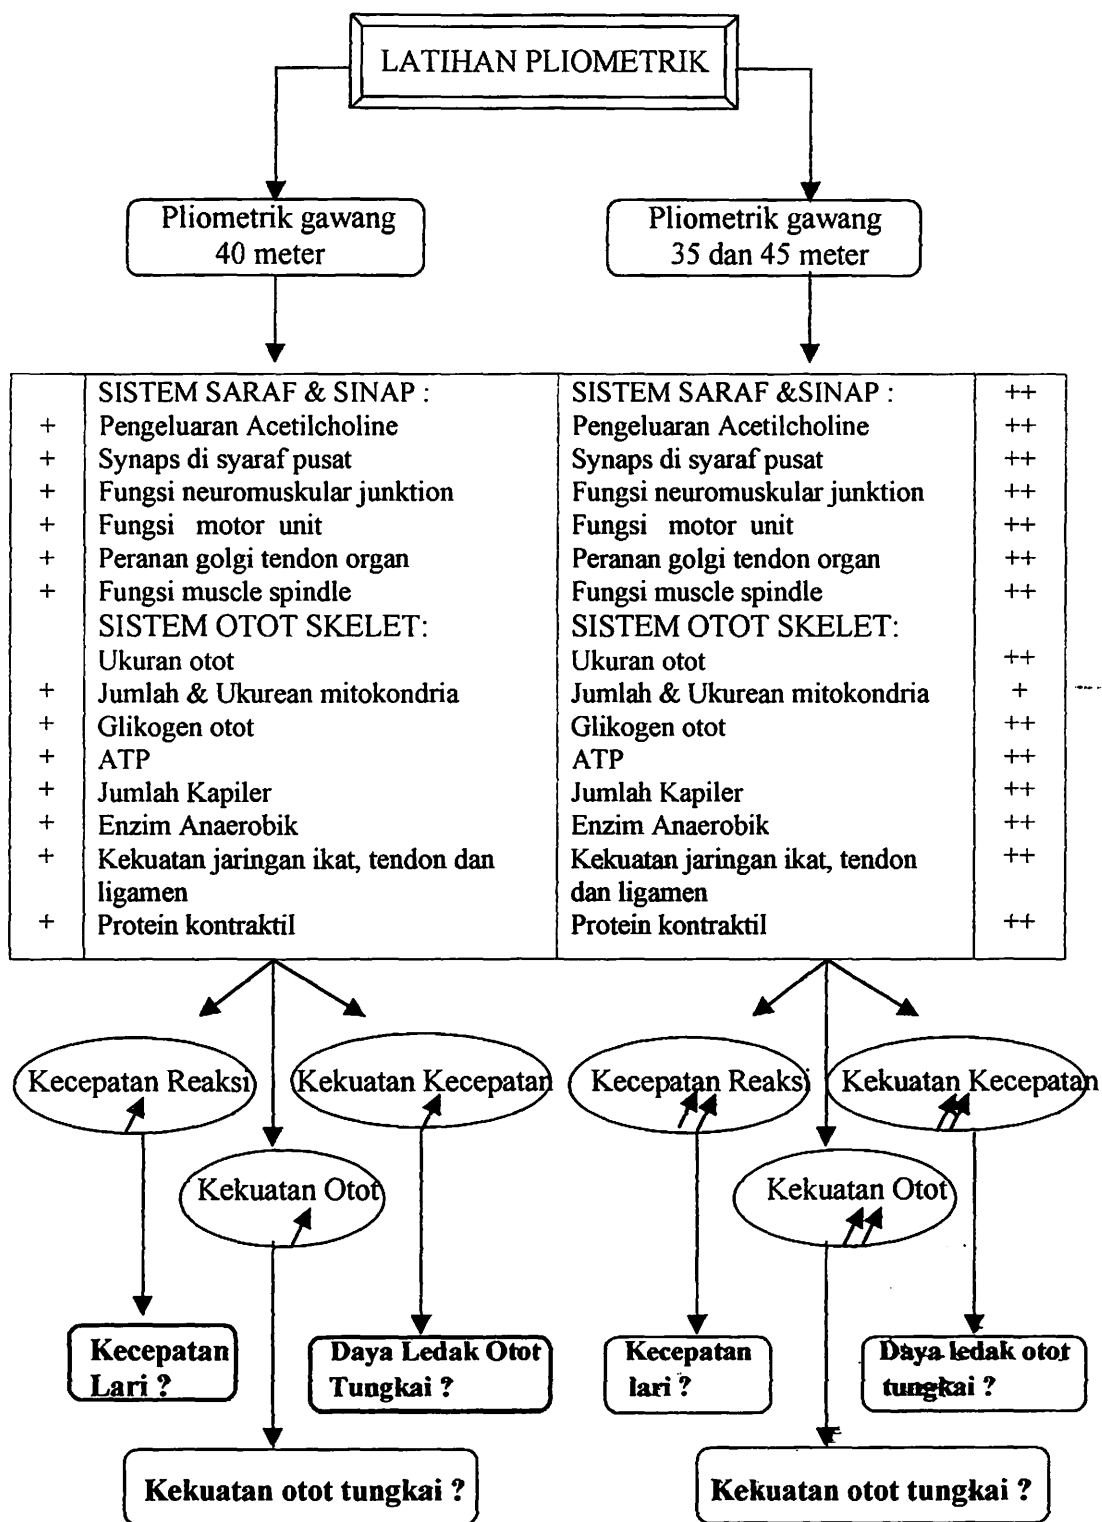 LATIHAN PLIOMETRIK
Pliometrik gawang
40 meter
Pliometrik gawang
35 dan 45 meter
SISTEM SARAF & SINAP : SISTEM SARAF &SINAP : ++
+ Pengeluaran Acetilcholine Pengeluaran Acetilcholine ++
+ Synaps di syaraf pusat Synaps di syaraf pusat ++
+ Fungsi neuromuskular junktion Fungsi neuromuskular junktion ++
+ Fungsi motor unit Fungsi motor unit ++
+ Peranan golgi tendon organ Peranan golgi tendon organ ++
+ Fungsi muscle spindle Fungsi muscle spindle ++
SISTEM OTOT SKELET: SISTEM OTOT SKELET:
Ukuran otot Ukuran otot ++
+ Jumlah & Ukurean mitokondria Jumlah & Ukurean mitokondria +
+ Glikogen otot Glikogen otot ++
+ ATP ATP ++
+ Jumlah Kapiler Jumlah Kapiler ++
+ Enzim Anaerobik Enzim Anaerobik ++
+ Kekuatan jaringan ikat, tendon dan Kekuatan jaringan ikat, tendon ++
ligamen dan ligamen
+ Protein kontraktil Protein kontraktil ++
Kecepatan Reaksi Kekuatan Kecepatan Kecepatan Reaksi Kekuatan Kecepatan
Kekuatan Otot Kekuatan Otot
Kecepatan
Lari ?
Daya Ledak Otot
Tungkai ?
Kecepatan
lari ?
Daya ledak otot
tungkai ?
Kekuatan otot tungkai ? Kekuatan otot tungkai ?